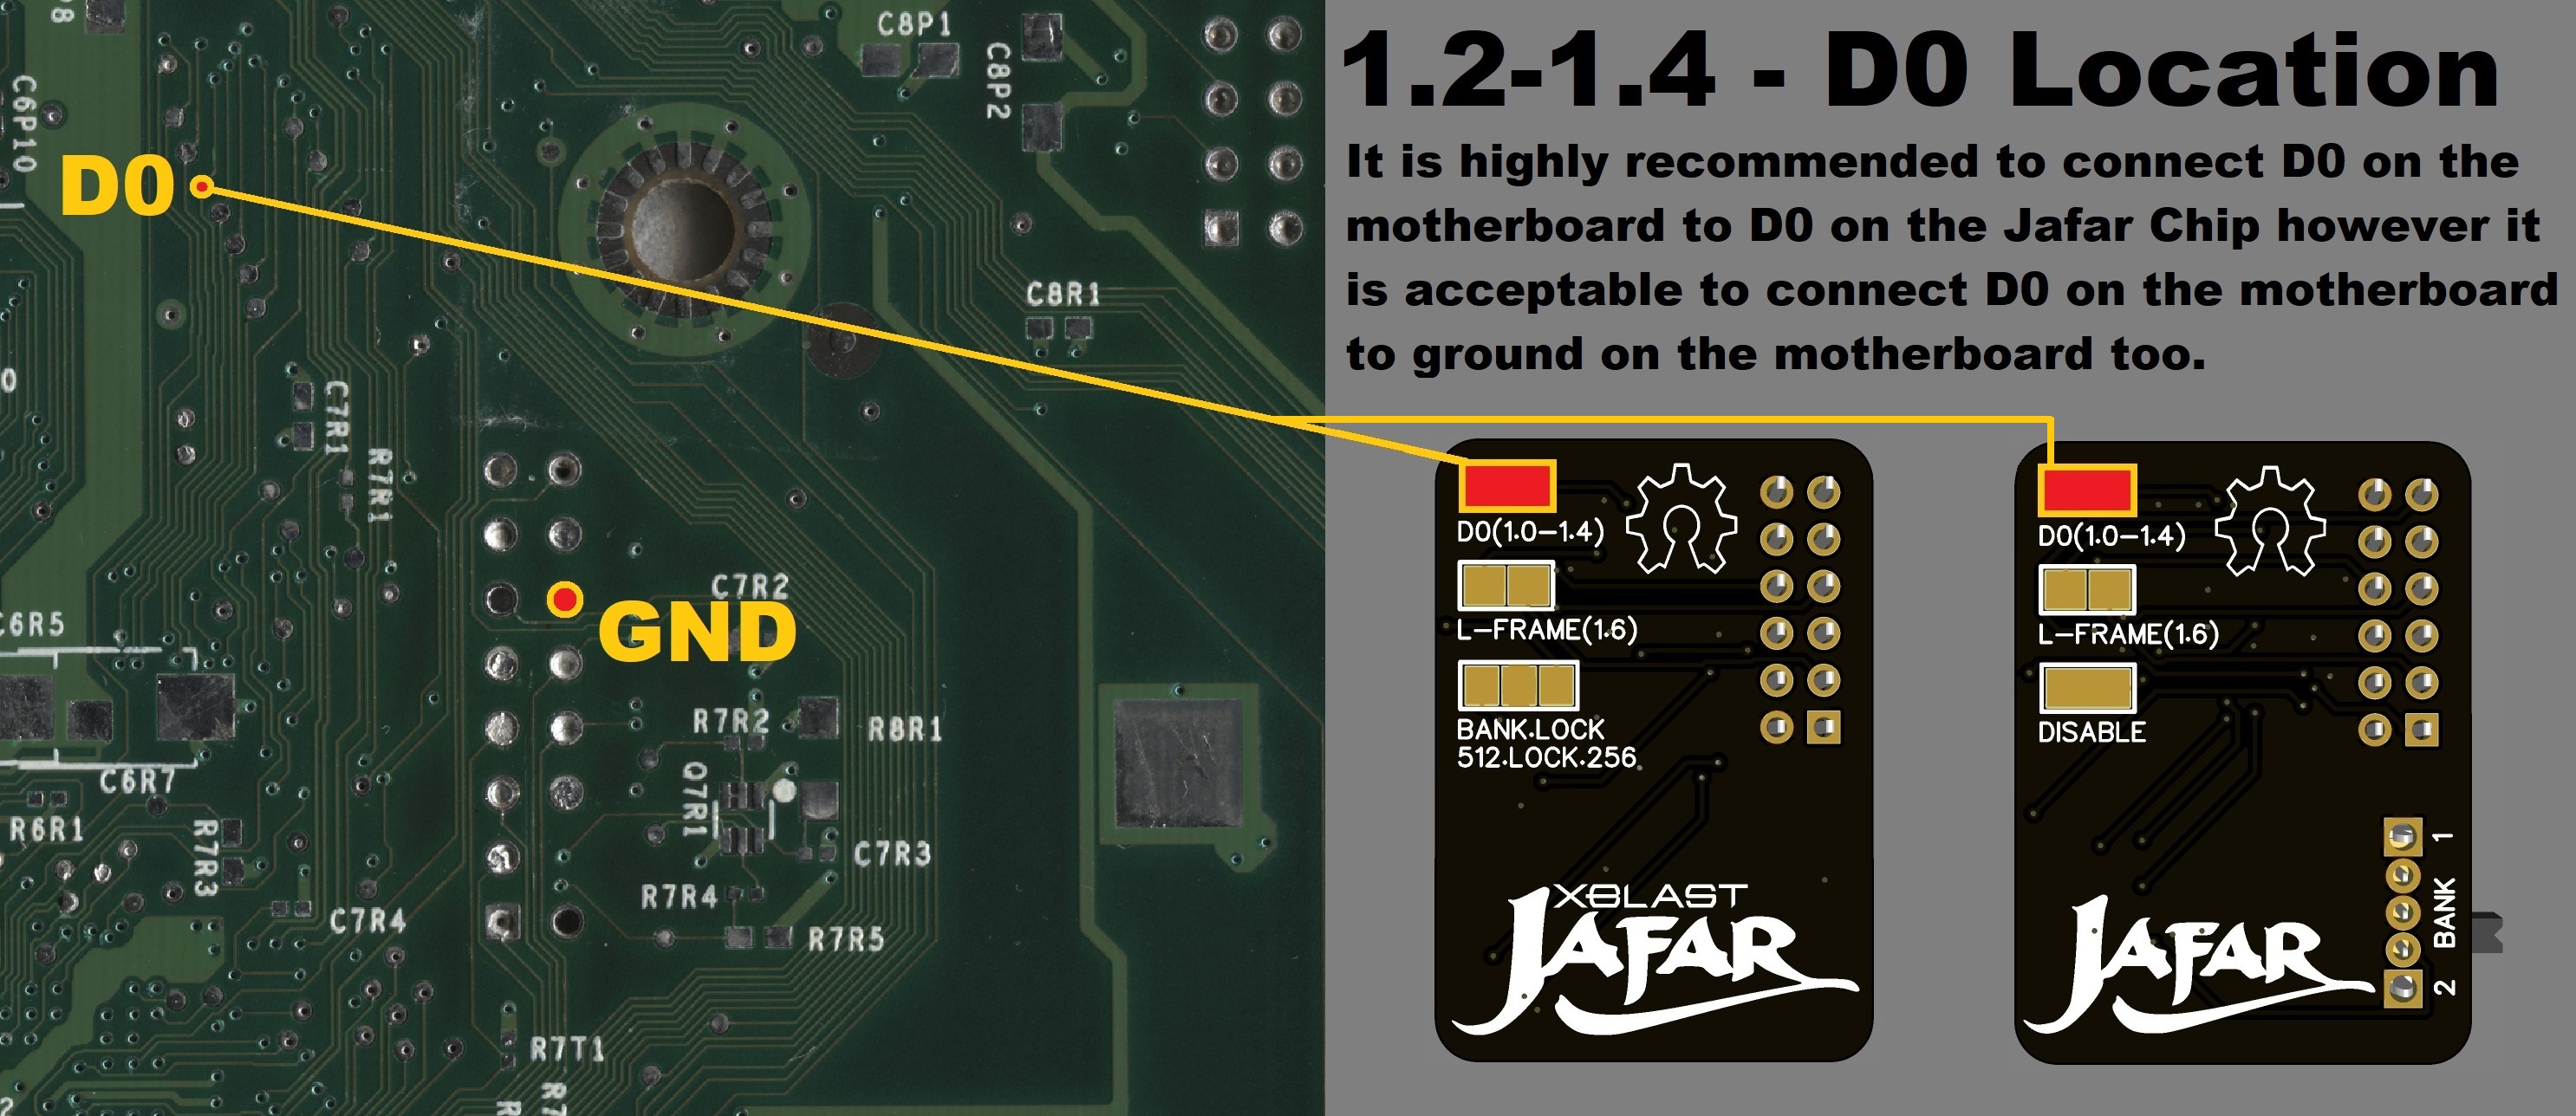 1.2-1.4 - D0 Location
It is highly recommended to connect D0 on the
motherboard to D0 on the Jafar Chip however it
is acceptable to connect D0 on the motherboard
to ground on the motherboard too.
D0
GND
C8P1
C8P2
C6P10
C8R1
C7R1
R7R1
C7R2
C6R5
R7R2
R8R1
C6R7
Q7R1
R6R1
R7R3
C7R3
R7R4
C7R4
R7R5
R7T1
D0(1.0-1.4)
L-FRAME(1.6)
BANK.LOCK
512.LOCK.256
XBLAST
JAFAR
D0(1.0-1.4)
L-FRAME(1.6)
DISABLE
1
BANK
2
JAFAR